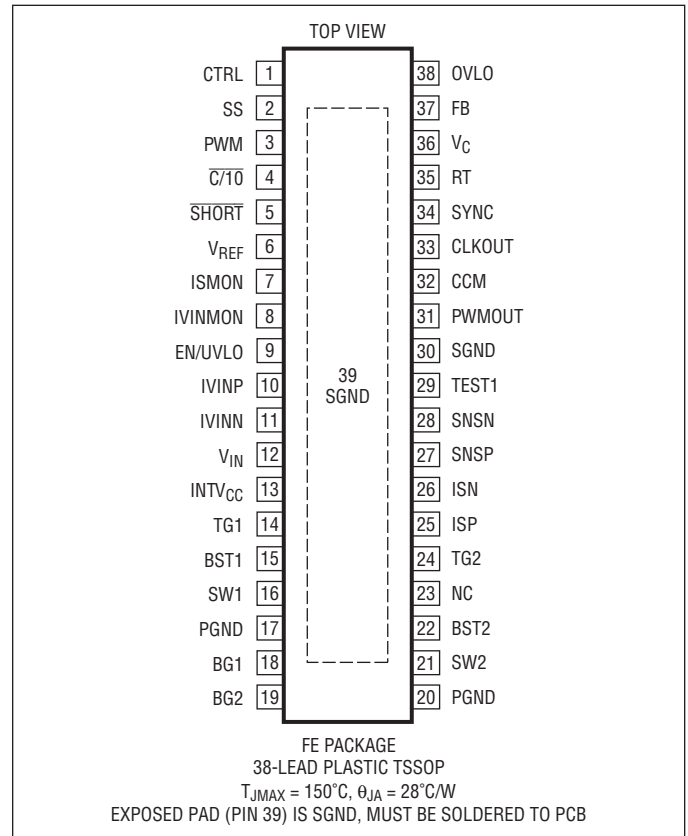 TOP VIEW
CTRL 1 38 OVLO
SS 2 37 FB
PWM 3 36 VC
C/10 4 35 RT
SHORT 5 34 SYNC
VREF 6 33 CLKOUT
ISMON 7 32 CCM
IVINMON 8 31 PWMOUT
EN/UVLO 9 30 SGND
IVINP 10 29 TEST1
39
SGND
IVINN 11 28 SNSN
VIN 12 27 SNSP
INTVCC 13 26 ISN
TG1 14 25 ISP
BST1 15 24 TG2
SW1 16 23 NC
PGND 17 22 BST2
BG1 18 21 SW2
BG2 19 20 PGND
FE PACKAGE
38-LEAD PLASTIC TSSOP
TJMAX = 150°C, θJA = 28°C/W
EXPOSED PAD (PIN 39) IS SGND, MUST BE SOLDERED TO PCB